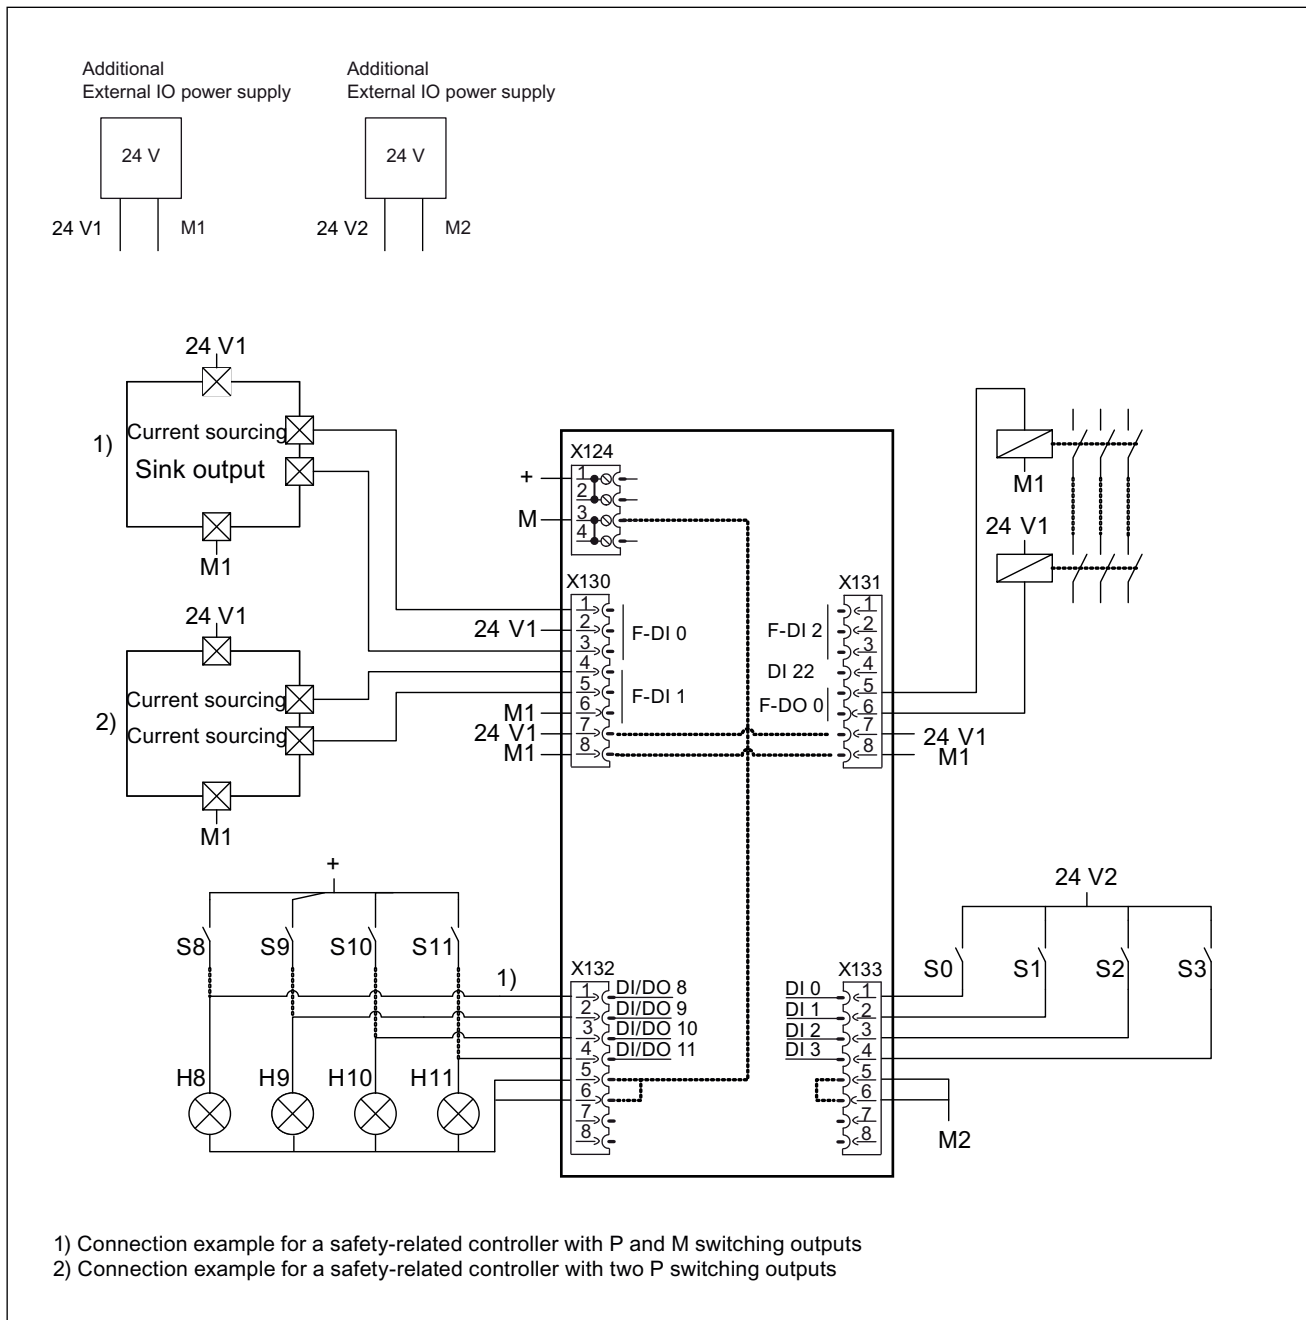 Additional
External IO power supply
Additional
External IO power supply
24 V
24 V
24 V1
M1
24 V2
M2
24 V1
1)
Current sourcing
Sink output
M1
24 V1
2)
Current sourcing
Current sourcing
M1
X124
+
1
2
M
3
4
X130
1
24 V1
2
3
F-DI 0
4
5
F-DI 1
M1
6
24 V1
7
M1
8
X131
1
F-DI 2
2
3
DI 22
4
5
F-DO 0
6
7
24 V1
8
M1
M1
24 V1
+
S8
S9
S10
S11
1)
X132
1
DI/DO 8
2
DI/DO 9
3
DI/DO 10
4
DI/DO 11
5
6
7
8
H8
H9
H10
H11
24 V2
S0
S1
S2
S3
X133
DI 0
1
DI 1
2
DI 2
3
DI 3
4
5
6
7
8
M2
1) Connection example for a safety-related controller with P and M switching outputs
2) Connection example for a safety-related controller with two P switching outputs